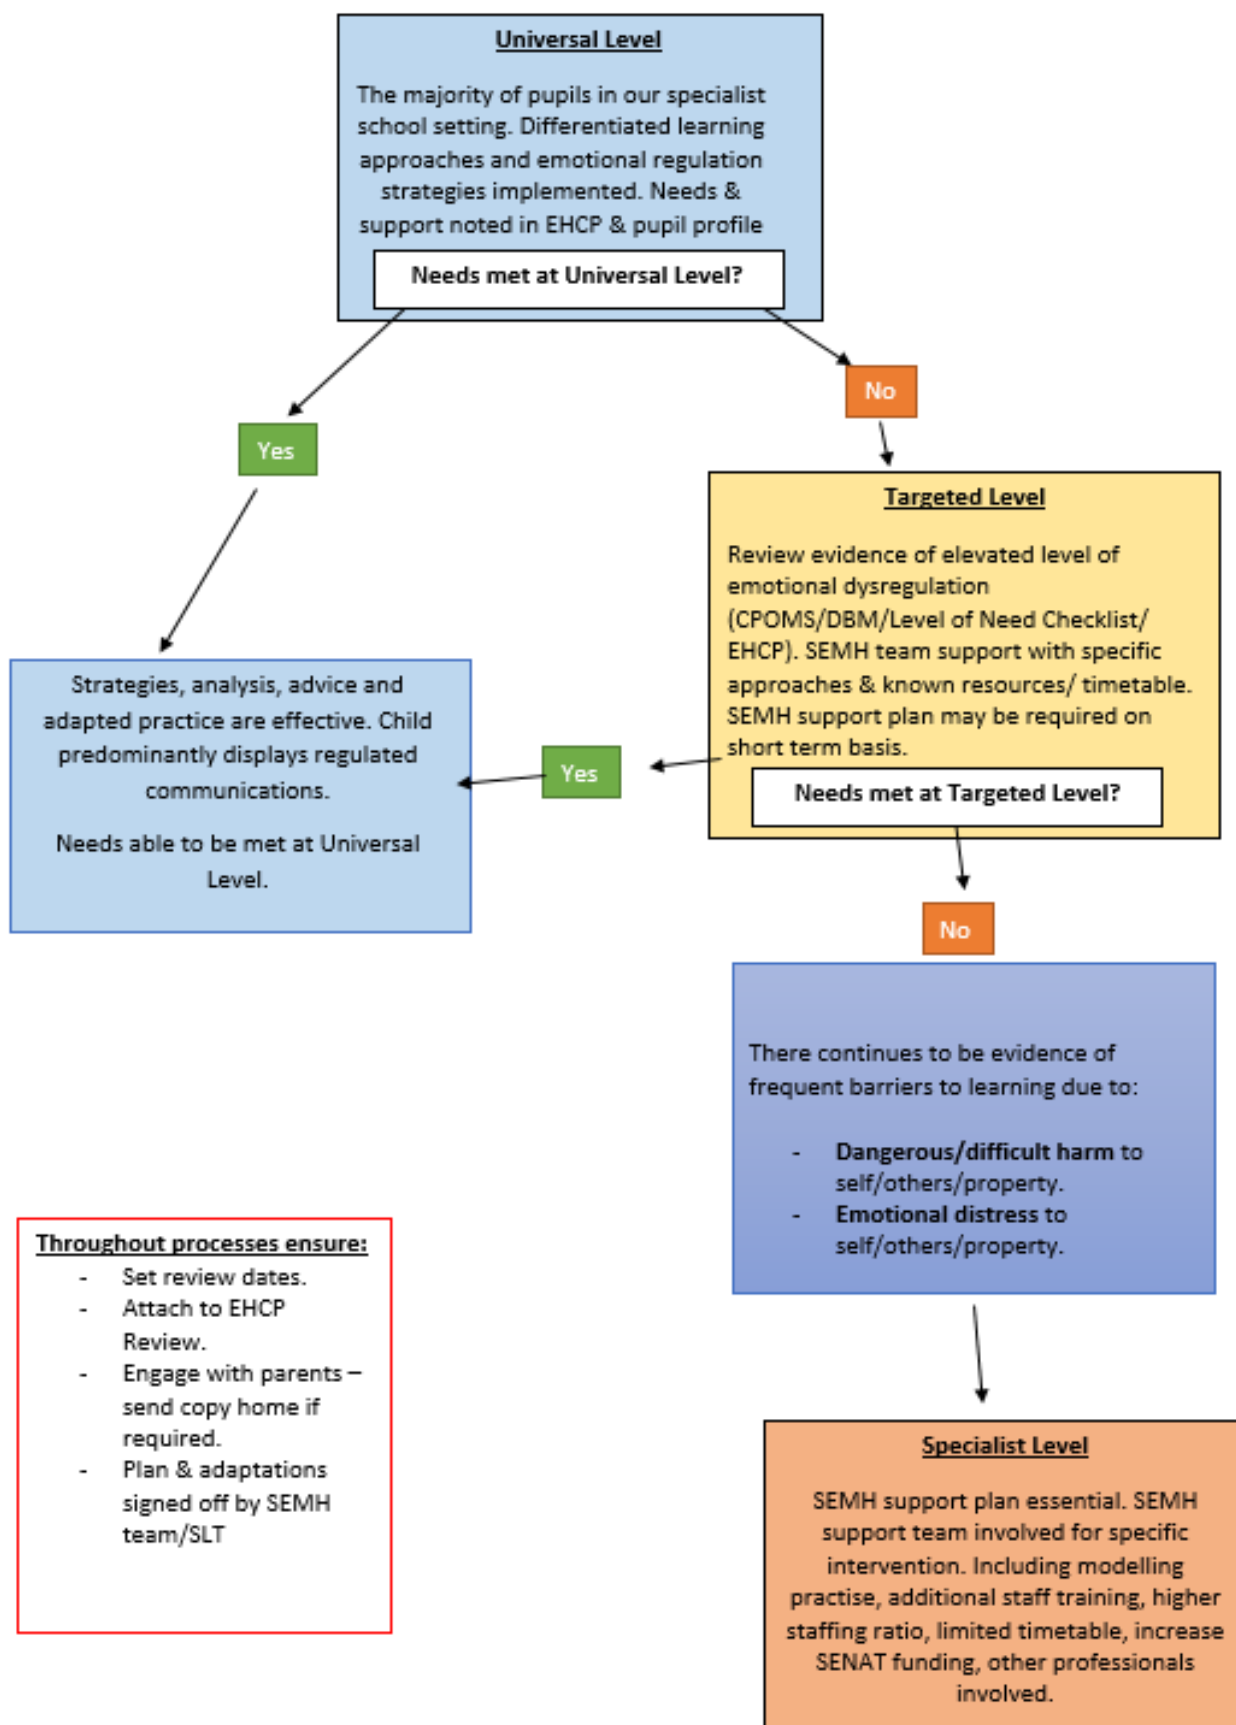 Universal Level
The majority of pupils in our specialist
school setting. Differentiated learning
approaches and emotional regulation
strategies implemented. Needs &
support noted in EHCP & pupil profile
Needs met at Universal Level?
No
Yes
Targeted Level
Review evidence of elevated level of
emotional dysregulation
(CPOMS/DBM/Level of Need Checklist/
EHCP). SEMH team support with specific
approaches & known resources/ timetable.
SEMH support plan may be required on
short term basis.
Needs met at Targeted Level?
Yes
Strategies, analysis, advice and
adapted practice are effective. Child
predominantly displays regulated
communications.
Needs able to be met at Universal
Level.
No
There continues to be evidence of
frequent barriers to learning due to:
- Dangerous/difficult harm to
self/others/property.
- Emotional distress to
self/others/property.
Throughout processes ensure:
- Set review dates.
- Attach to EHCP
Review.
- Engage with parents –
send copy home if
required.
- Plan & adaptations
signed off by SEMH
team/SLT
Specialist Level
SEMH support plan essential. SEMH
support team involved for specific
intervention. Including modelling
practise, additional staff training, higher
staffing ratio, limited timetable, increase
SENAT funding, other professionals
involved.